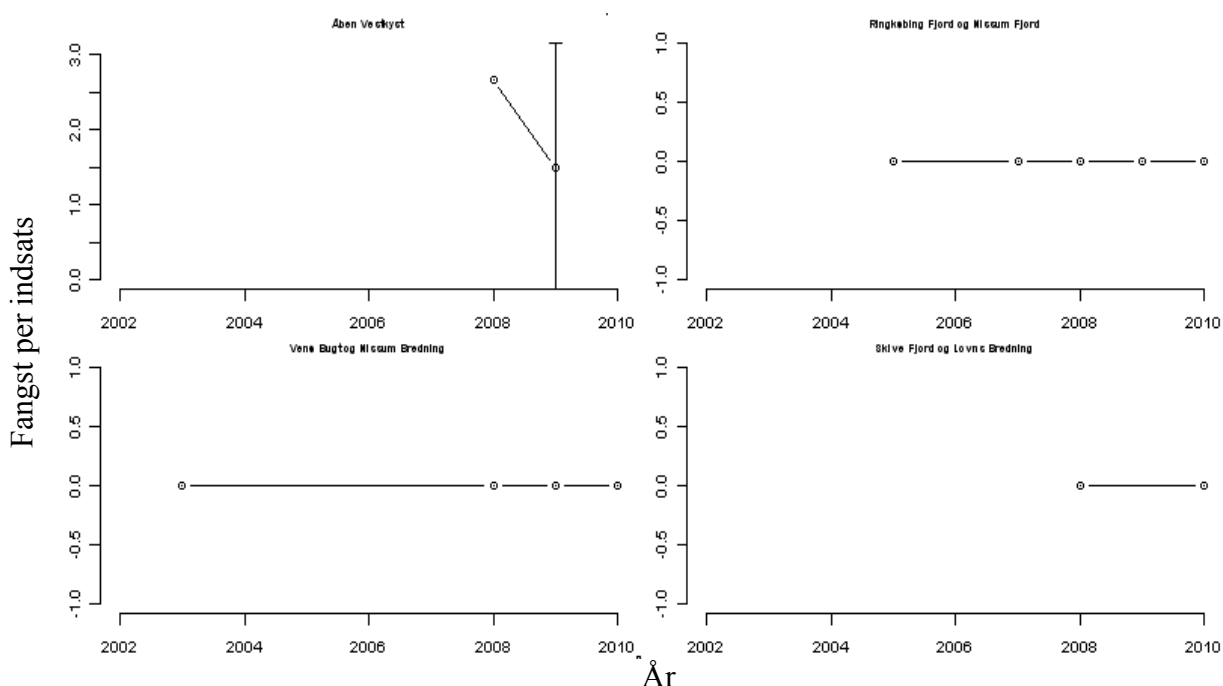 Åben Vestkyst
Ringkøbing Fjord og Nissum Fjord
3.0
2.0
1.0
0.0
2002 2004 2006 2008 2010
1.0
0.5
0.0
-0.5
-1.0
2002 2004 2006 2008 2010
Venø Bugt og Nissum Bredning
Skive Fjord og Lovns Bredning
1.0
0.5
0.0
-0.5
-1.0
2002 2004 2006 2008 2010
1.0
0.5
0.0
-0.5
-1.0
2002 2004 2006 2008 2010
Fangst per indsats
År